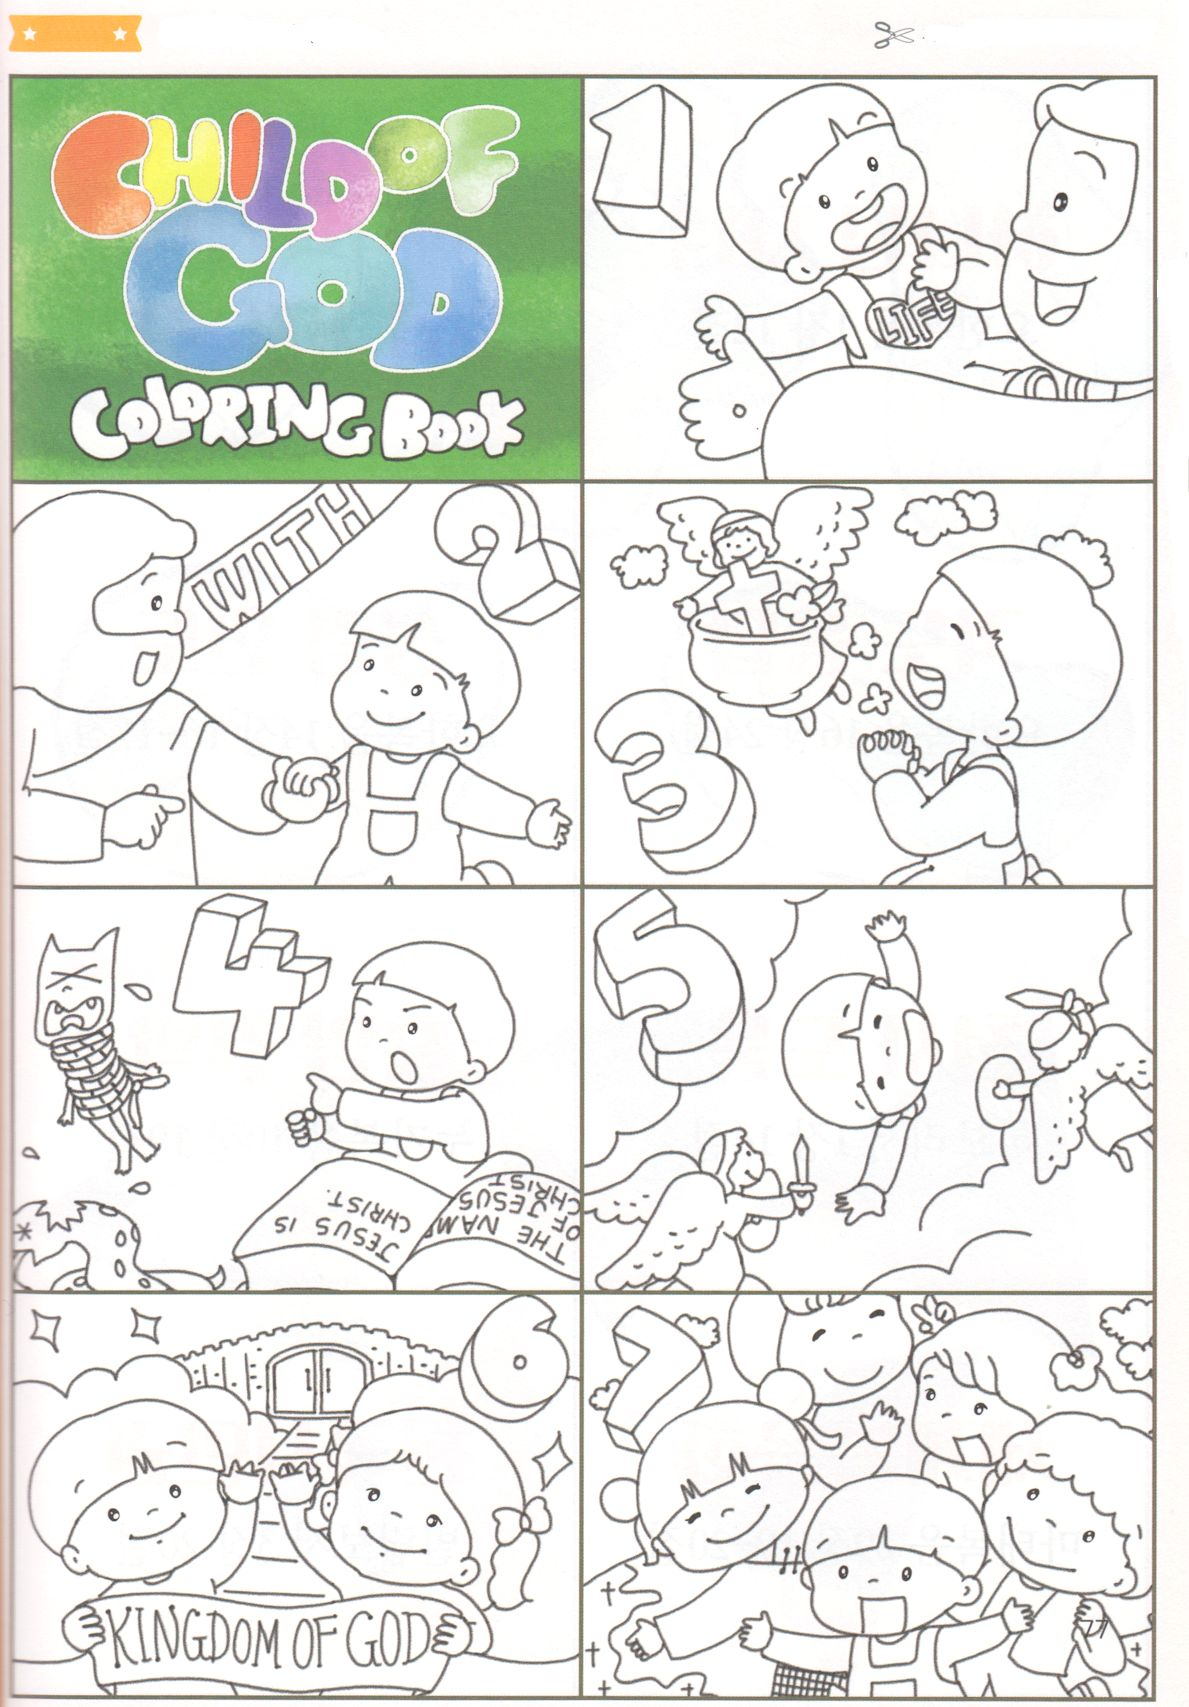 CHILD OF
GOD
COLORING BOOK
1
LIFE
WITH
2
3
4
JESUS IS
CHRIST.
THE NAME
OF JESUS
CHRIST
5
6
KINGDOM OF GOD
7
77